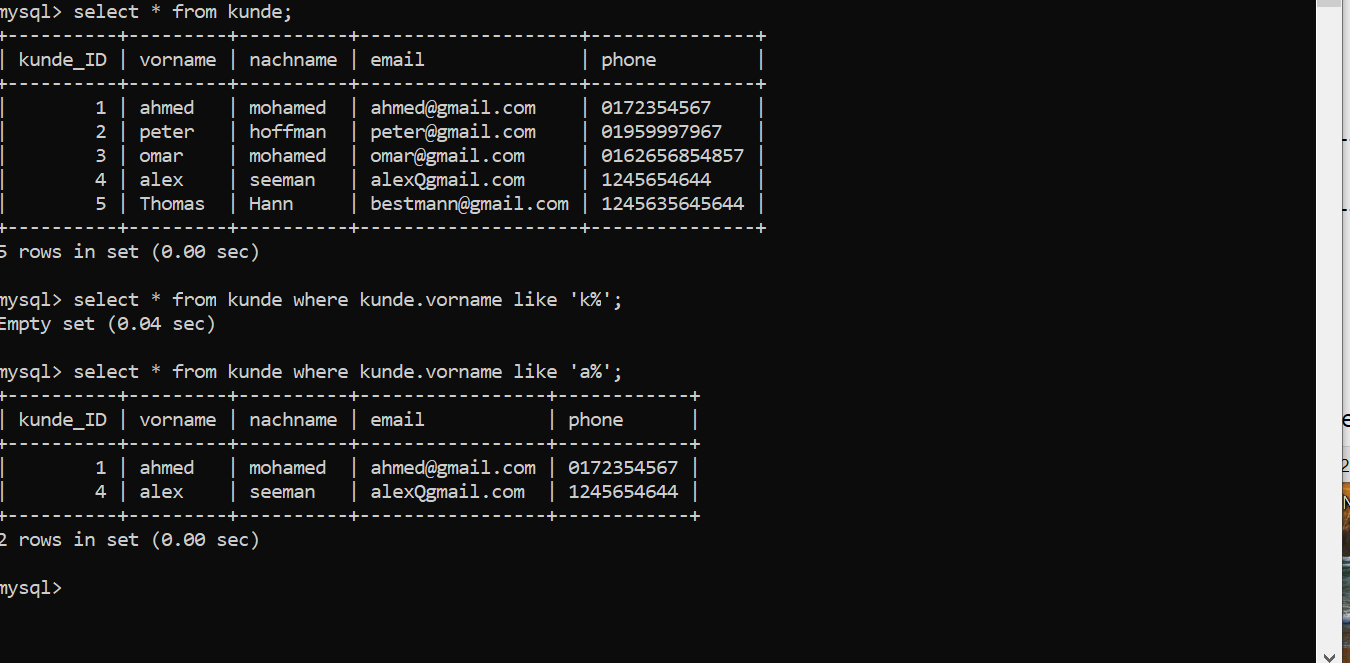 mysql> select * from kunde;
+----------+---------+----------+--------------------+---------------+
| kunde_ID | vorname | nachname | email              | phone         |
+----------+---------+----------+--------------------+---------------+
|        1 | ahmed   | mohamed  | ahmed@gmail.com    | 0172354567    |
|        2 | peter   | hoffman  | peter@gmail.com    | 01959997967   |
|        3 | omar    | mohamed  | omar@gmail.com     | 0162656854857 |
|        4 | alex    | seeman   | alexQgmail.com     | 1245654644    |
|        5 | Thomas  | Hann     | bestmann@gmail.com | 1245635645644 |
+----------+---------+----------+--------------------+---------------+
5 rows in set (0.00 sec)
mysql> select * from kunde where kunde.vorname like 'k%';
Empty set (0.04 sec)
mysql> select * from kunde where kunde.vorname like 'a%';
+----------+---------+----------+-----------------+------------+
| kunde_ID | vorname | nachname | email           | phone      |
+----------+---------+----------+-----------------+------------+
|        1 | ahmed   | mohamed  | ahmed@gmail.com | 0172354567 |
|        4 | alex    | seeman   | alexQgmail.com  | 1245654644 |
+----------+---------+----------+-----------------+------------+
2 rows in set (0.00 sec)
mysql>